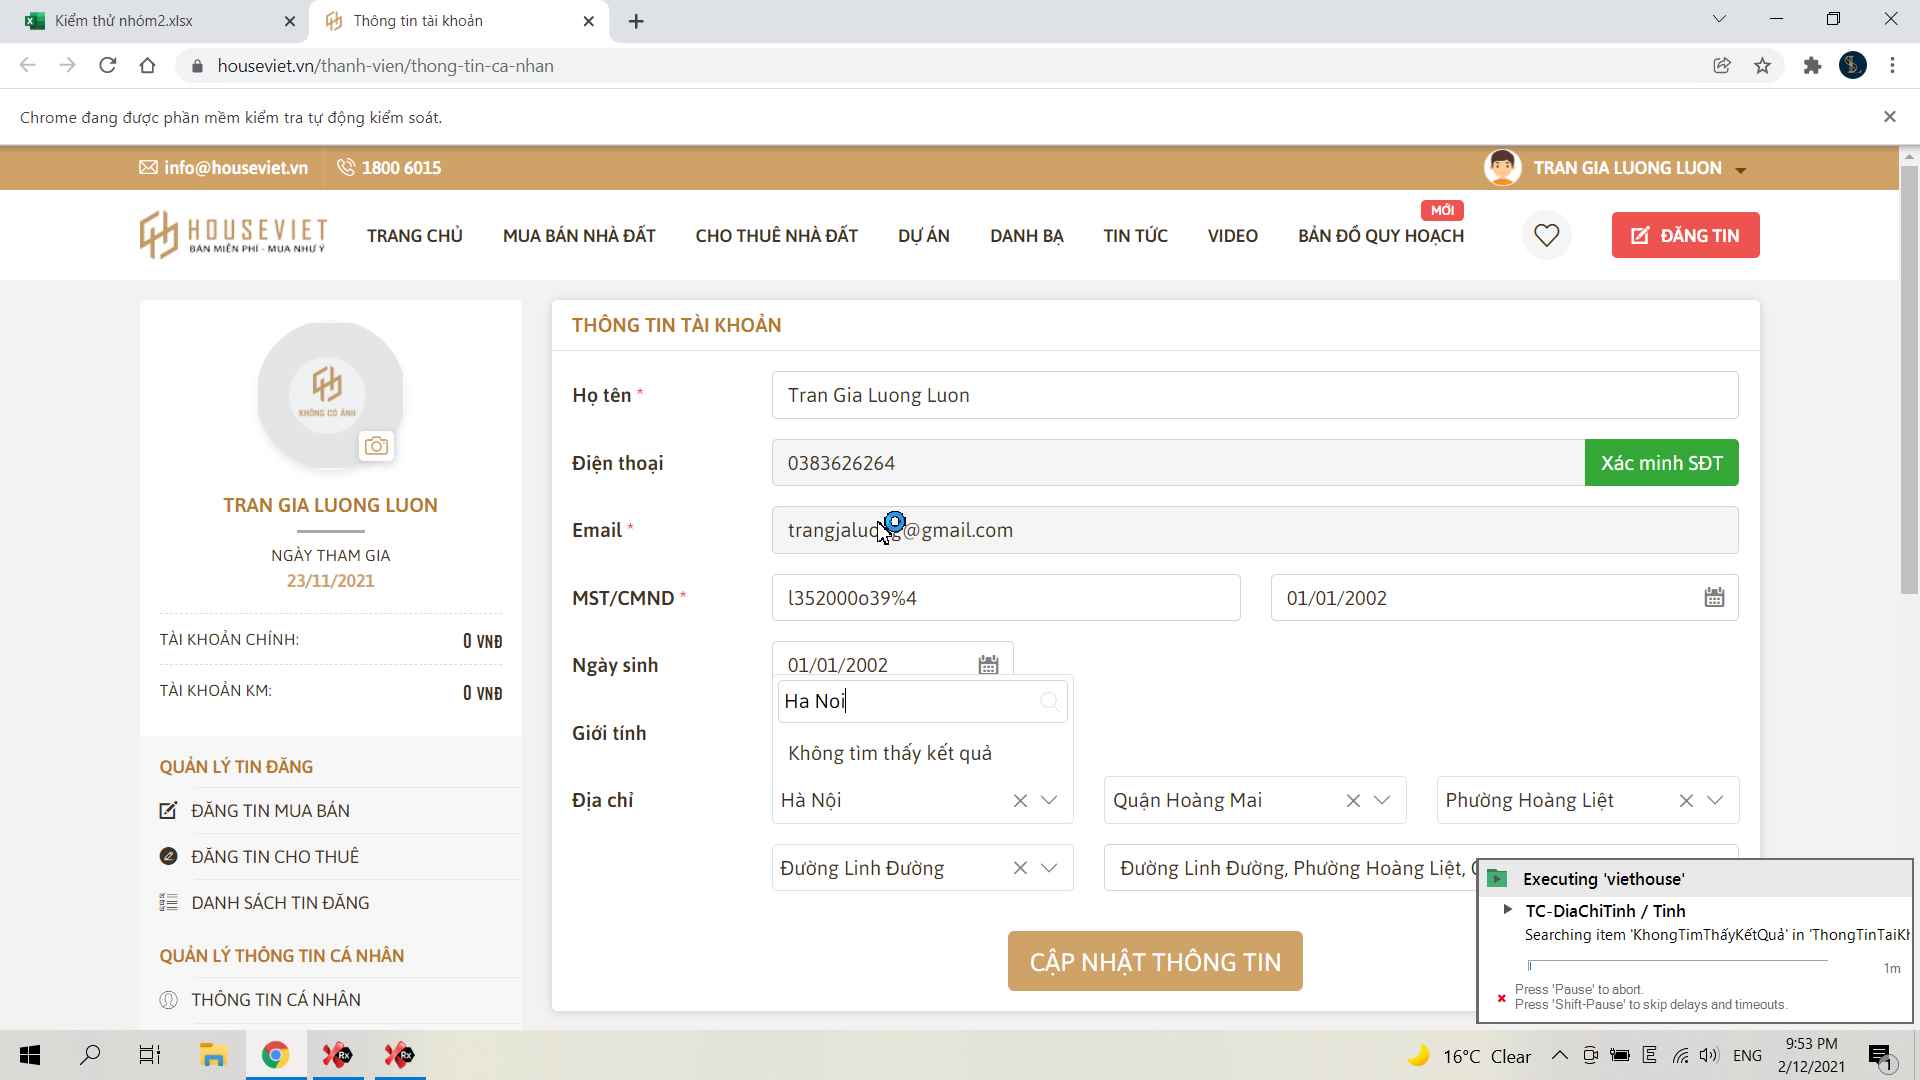 Kiểm thử nhóm2.xlsx
Thông tin tài khoản
houseviet.vn/thanh-vien/thong-tin-ca-nhan
Chrome đang được phần mềm kiểm tra tự động kiểm soát.
info@houseviet.vn
1800 6015
TRAN GIA LUONG LUON
HOUSEVIET
BÁN MIỄN PHÍ - MUA NHƯ Ý
TRANG CHỦ
MUA BÁN NHÀ ĐẤT
CHO THUÊ NHÀ ĐẤT
DỰ ÁN
DANH BẠ
TIN TỨC
VIDEO
BẢN ĐỒ QUY HOẠCH
MỚI
ĐĂNG TIN
KHÔNG CÓ ẢNH
TRAN GIA LUONG LUON
NGÀY THAM GIA
23/11/2021
TÀI KHOẢN CHÍNH: 0 VNĐ
TÀI KHOẢN KM: 0 VNĐ
QUẢN LÝ TIN ĐĂNG
ĐĂNG TIN MUA BÁN
ĐĂNG TIN CHO THUÊ
DANH SÁCH TIN ĐĂNG
QUẢN LÝ THÔNG TIN CÁ NHÂN
THÔNG TIN CÁ NHÂN
THÔNG TIN TÀI KHOẢN
Họ tên * Tran Gia Luong Luon
Điện thoại 0383626264 Xác minh SĐT
Email * trangjaluong@gmail.com
MST/CMND * l352000o39%4 01/01/2002
Ngày sinh 01/01/2002
Ha Noi
Giới tính
Không tìm thấy kết quả
Địa chỉ Hà Nội Quận Hoàng Mai Phường Hoàng Liệt
Đường Linh Đường Đường Linh Đường, Phường Hoàng Liệt,
CẬP NHẬT THÔNG TIN
Executing 'viethouse'
TC-DiaChiTinh / Tinh
Searching item 'KhongTimThấyKếtQuả' in 'ThongTinTaiKh
1m
Press 'Pause' to abort.
Press 'Shift-Pause' to skip delays and timeouts.
16°C Clear
ENG
9:53 PM
2/12/2021
1